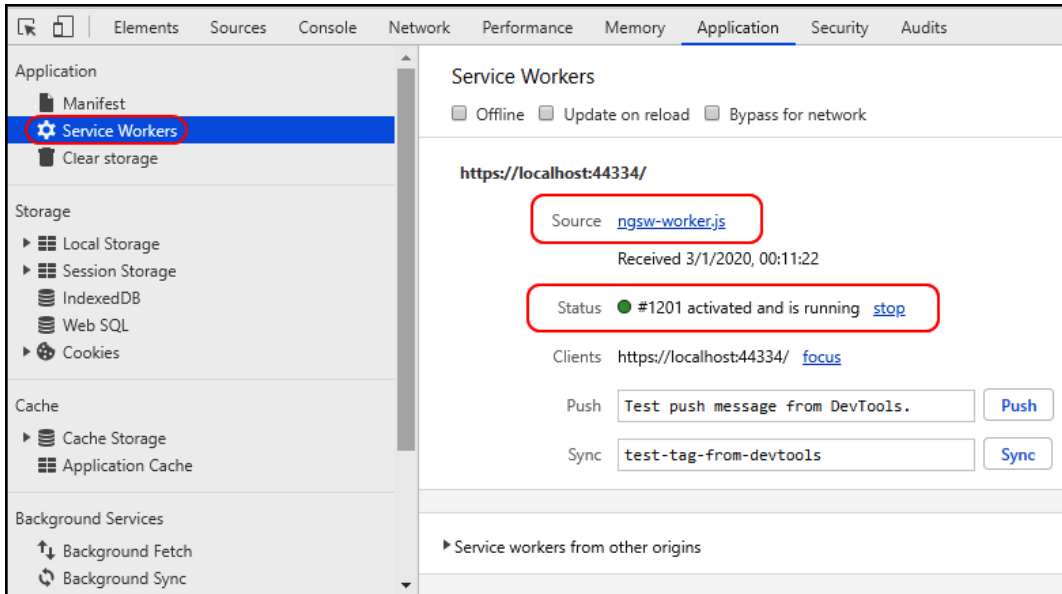 Elements Sources Console Network Performance Memory Application Security Audits
Application
Manifest
Service Workers
Clear storage
Storage
Local Storage
Session Storage
IndexedDB
Web SQL
Cookies
Cache
Cache Storage
Application Cache
Background Services
Background Fetch
Background Sync
Service Workers
Offline Update on reload Bypass for network
https://localhost:44334/
Source ngsw-worker.js
Received 3/1/2020, 00:11:22
Status #1201 activated and is running stop
Clients https://localhost:44334/ focus
Push Test push message from DevTools. Push
Sync test-tag-from-devtools Sync
Service workers from other origins